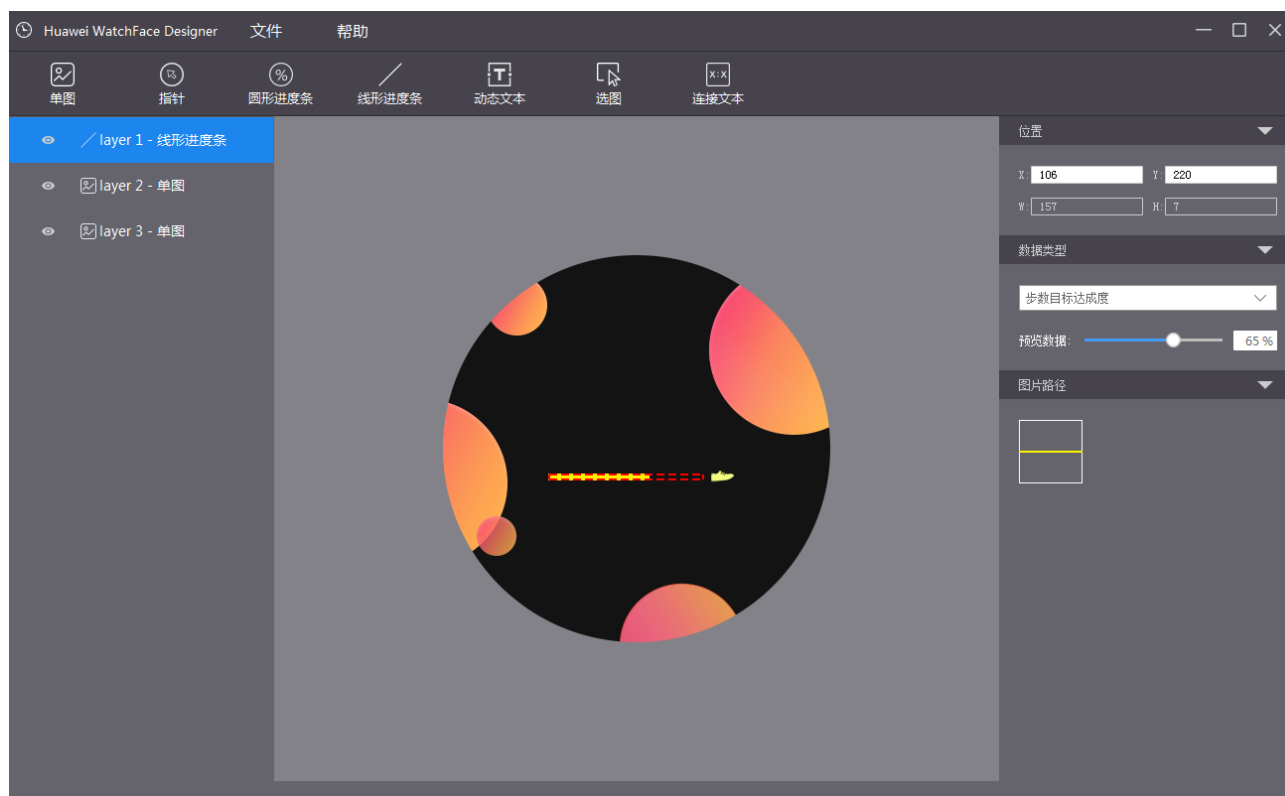 Huawei WatchFace Designer 文件 帮助
单图 指针 圆形进度条 线形进度条 动态文本 选图 连接文本
% T X:X
layer 1 - 线形进度条
layer 2 - 单图
layer 3 - 单图
位置
X: 106 Y: 220
W: 157 H: 7
数据类型
步数目标达成度
预览数据: 65 %
图片路径